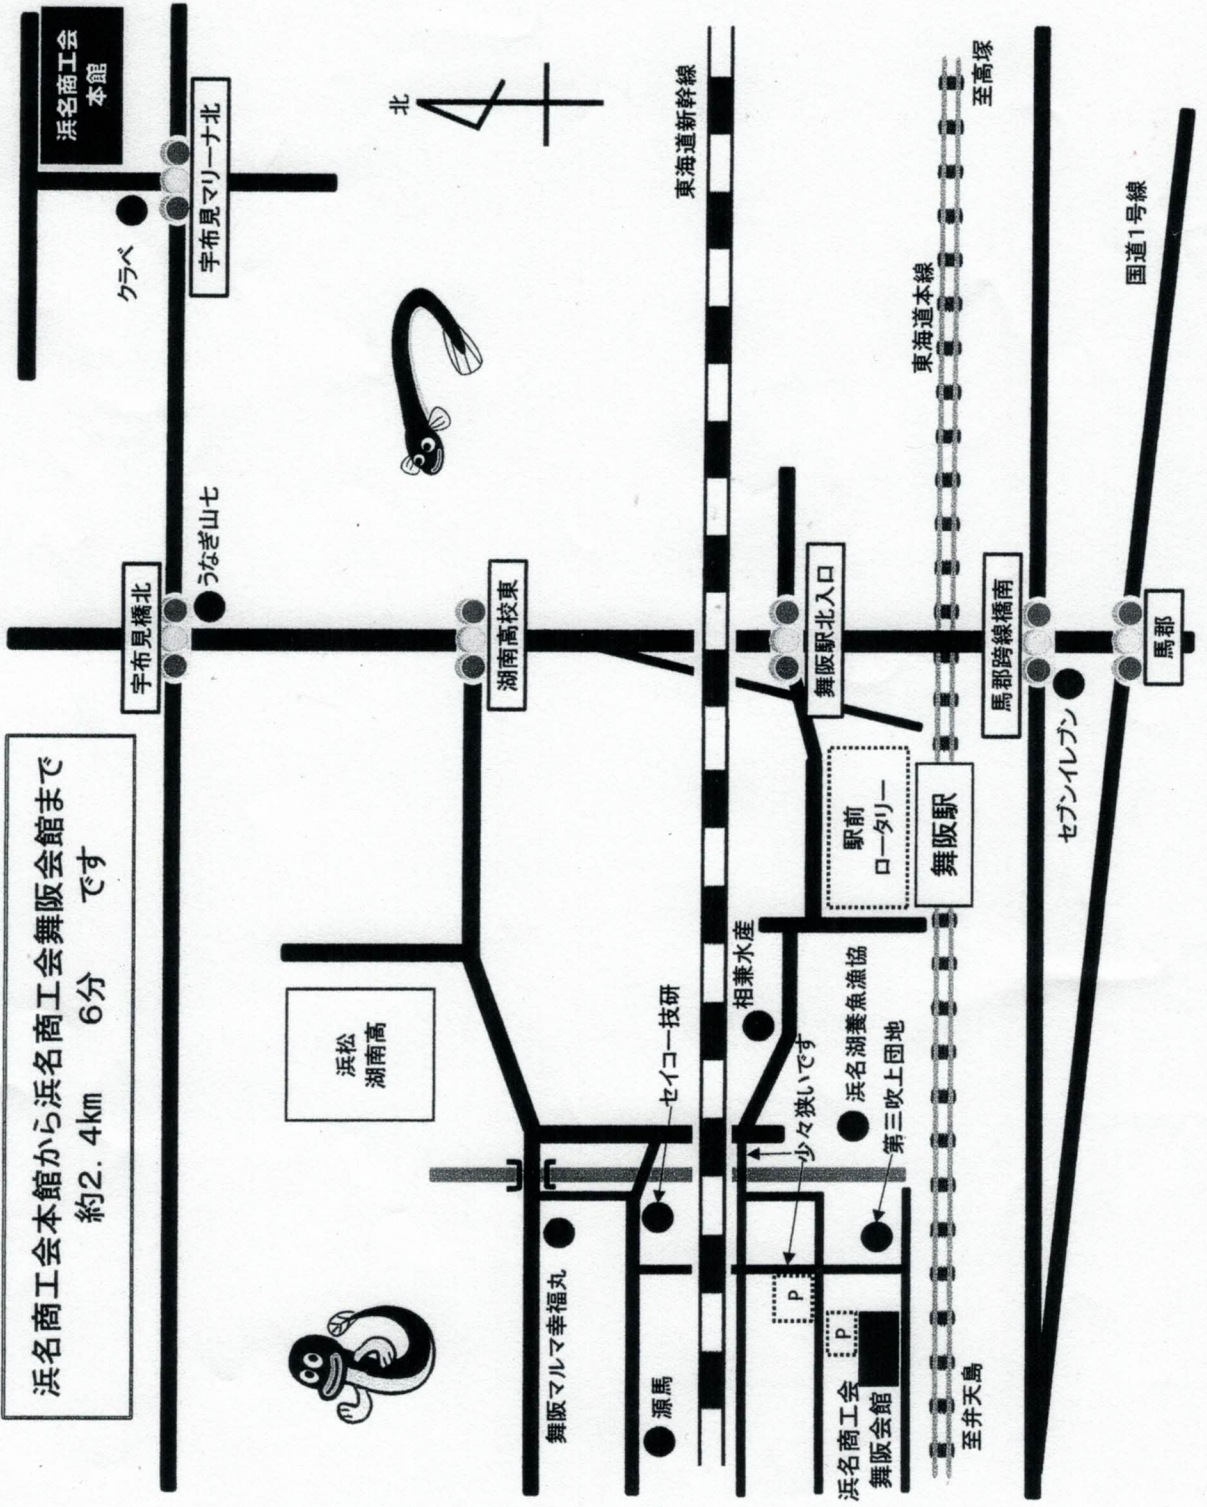 浜名商工会本館から浜名商工会舞阪会館まで
約2.4km　6分　です
宇布見橋北
うなぎ山七
クラベ
浜名商工会
本館
宇布見マリーナ北
北
浜松
湖南高
湖南高校東
舞阪マルマ幸福丸
源馬
セイコー技研
東海道新幹線
相兼水産
少々狭いです
浜名湖養魚漁協
第三吹上団地
P
P
浜名商工会
舞阪会館
駅前
ロータリー
舞阪駅北入口
舞阪駅
東海道本線
至高塚
至弁天島
馬郡跨線橋南
セブンイレブン
馬郡
国道1号線